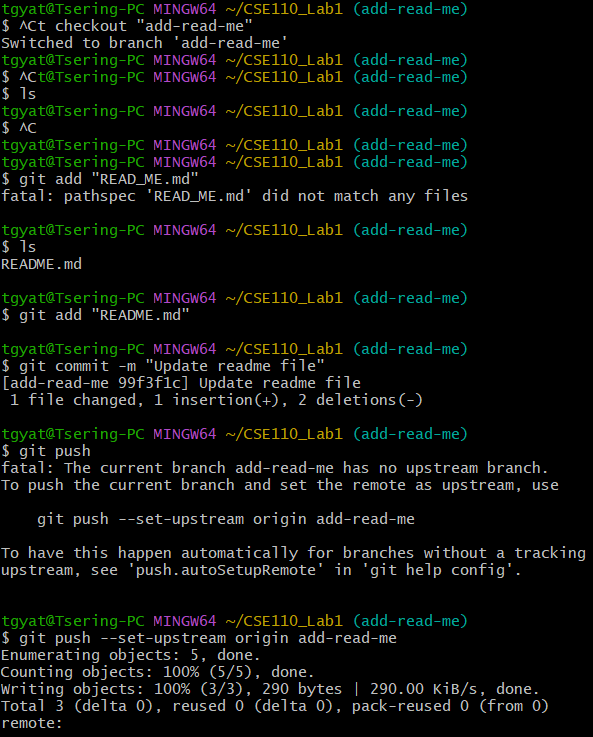 tgyat@Tsering-PC MINGW64 ~/CSE110_Lab1 (add-read-me)
$ ^Ct checkout "add-read-me"
Switched to branch 'add-read-me'
tgyat@Tsering-PC MINGW64 ~/CSE110_Lab1 (add-read-me)
$ ^Ct@Tsering-PC MINGW64 ~/CSE110_Lab1 (add-read-me)
$ ls
tgyat@Tsering-PC MINGW64 ~/CSE110_Lab1 (add-read-me)
$ ^C
tgyat@Tsering-PC MINGW64 ~/CSE110_Lab1 (add-read-me)
tgyat@Tsering-PC MINGW64 ~/CSE110_Lab1 (add-read-me)
$ git add "READ_ME.md"
fatal: pathspec 'READ_ME.md' did not match any files
tgyat@Tsering-PC MINGW64 ~/CSE110_Lab1 (add-read-me)
$ ls
README.md
tgyat@Tsering-PC MINGW64 ~/CSE110_Lab1 (add-read-me)
$ git add "README.md"
tgyat@Tsering-PC MINGW64 ~/CSE110_Lab1 (add-read-me)
$ git commit -m "Update readme file"
[add-read-me 99f3f1c] Update readme file
 1 file changed, 1 insertion(+), 2 deletions(-)
tgyat@Tsering-PC MINGW64 ~/CSE110_Lab1 (add-read-me)
$ git push
fatal: The current branch add-read-me has no upstream branch.
To push the current branch and set the remote as upstream, use
    git push --set-upstream origin add-read-me
To have this happen automatically for branches without a tracking
upstream, see 'push.autoSetupRemote' in 'git help config'.
tgyat@Tsering-PC MINGW64 ~/CSE110_Lab1 (add-read-me)
$ git push --set-upstream origin add-read-me
Enumerating objects: 5, done.
Counting objects: 100% (5/5), done.
Writing objects: 100% (3/3), 290 bytes | 290.00 KiB/s, done.
Total 3 (delta 0), reused 0 (delta 0), pack-reused 0 (from 0)
remote: